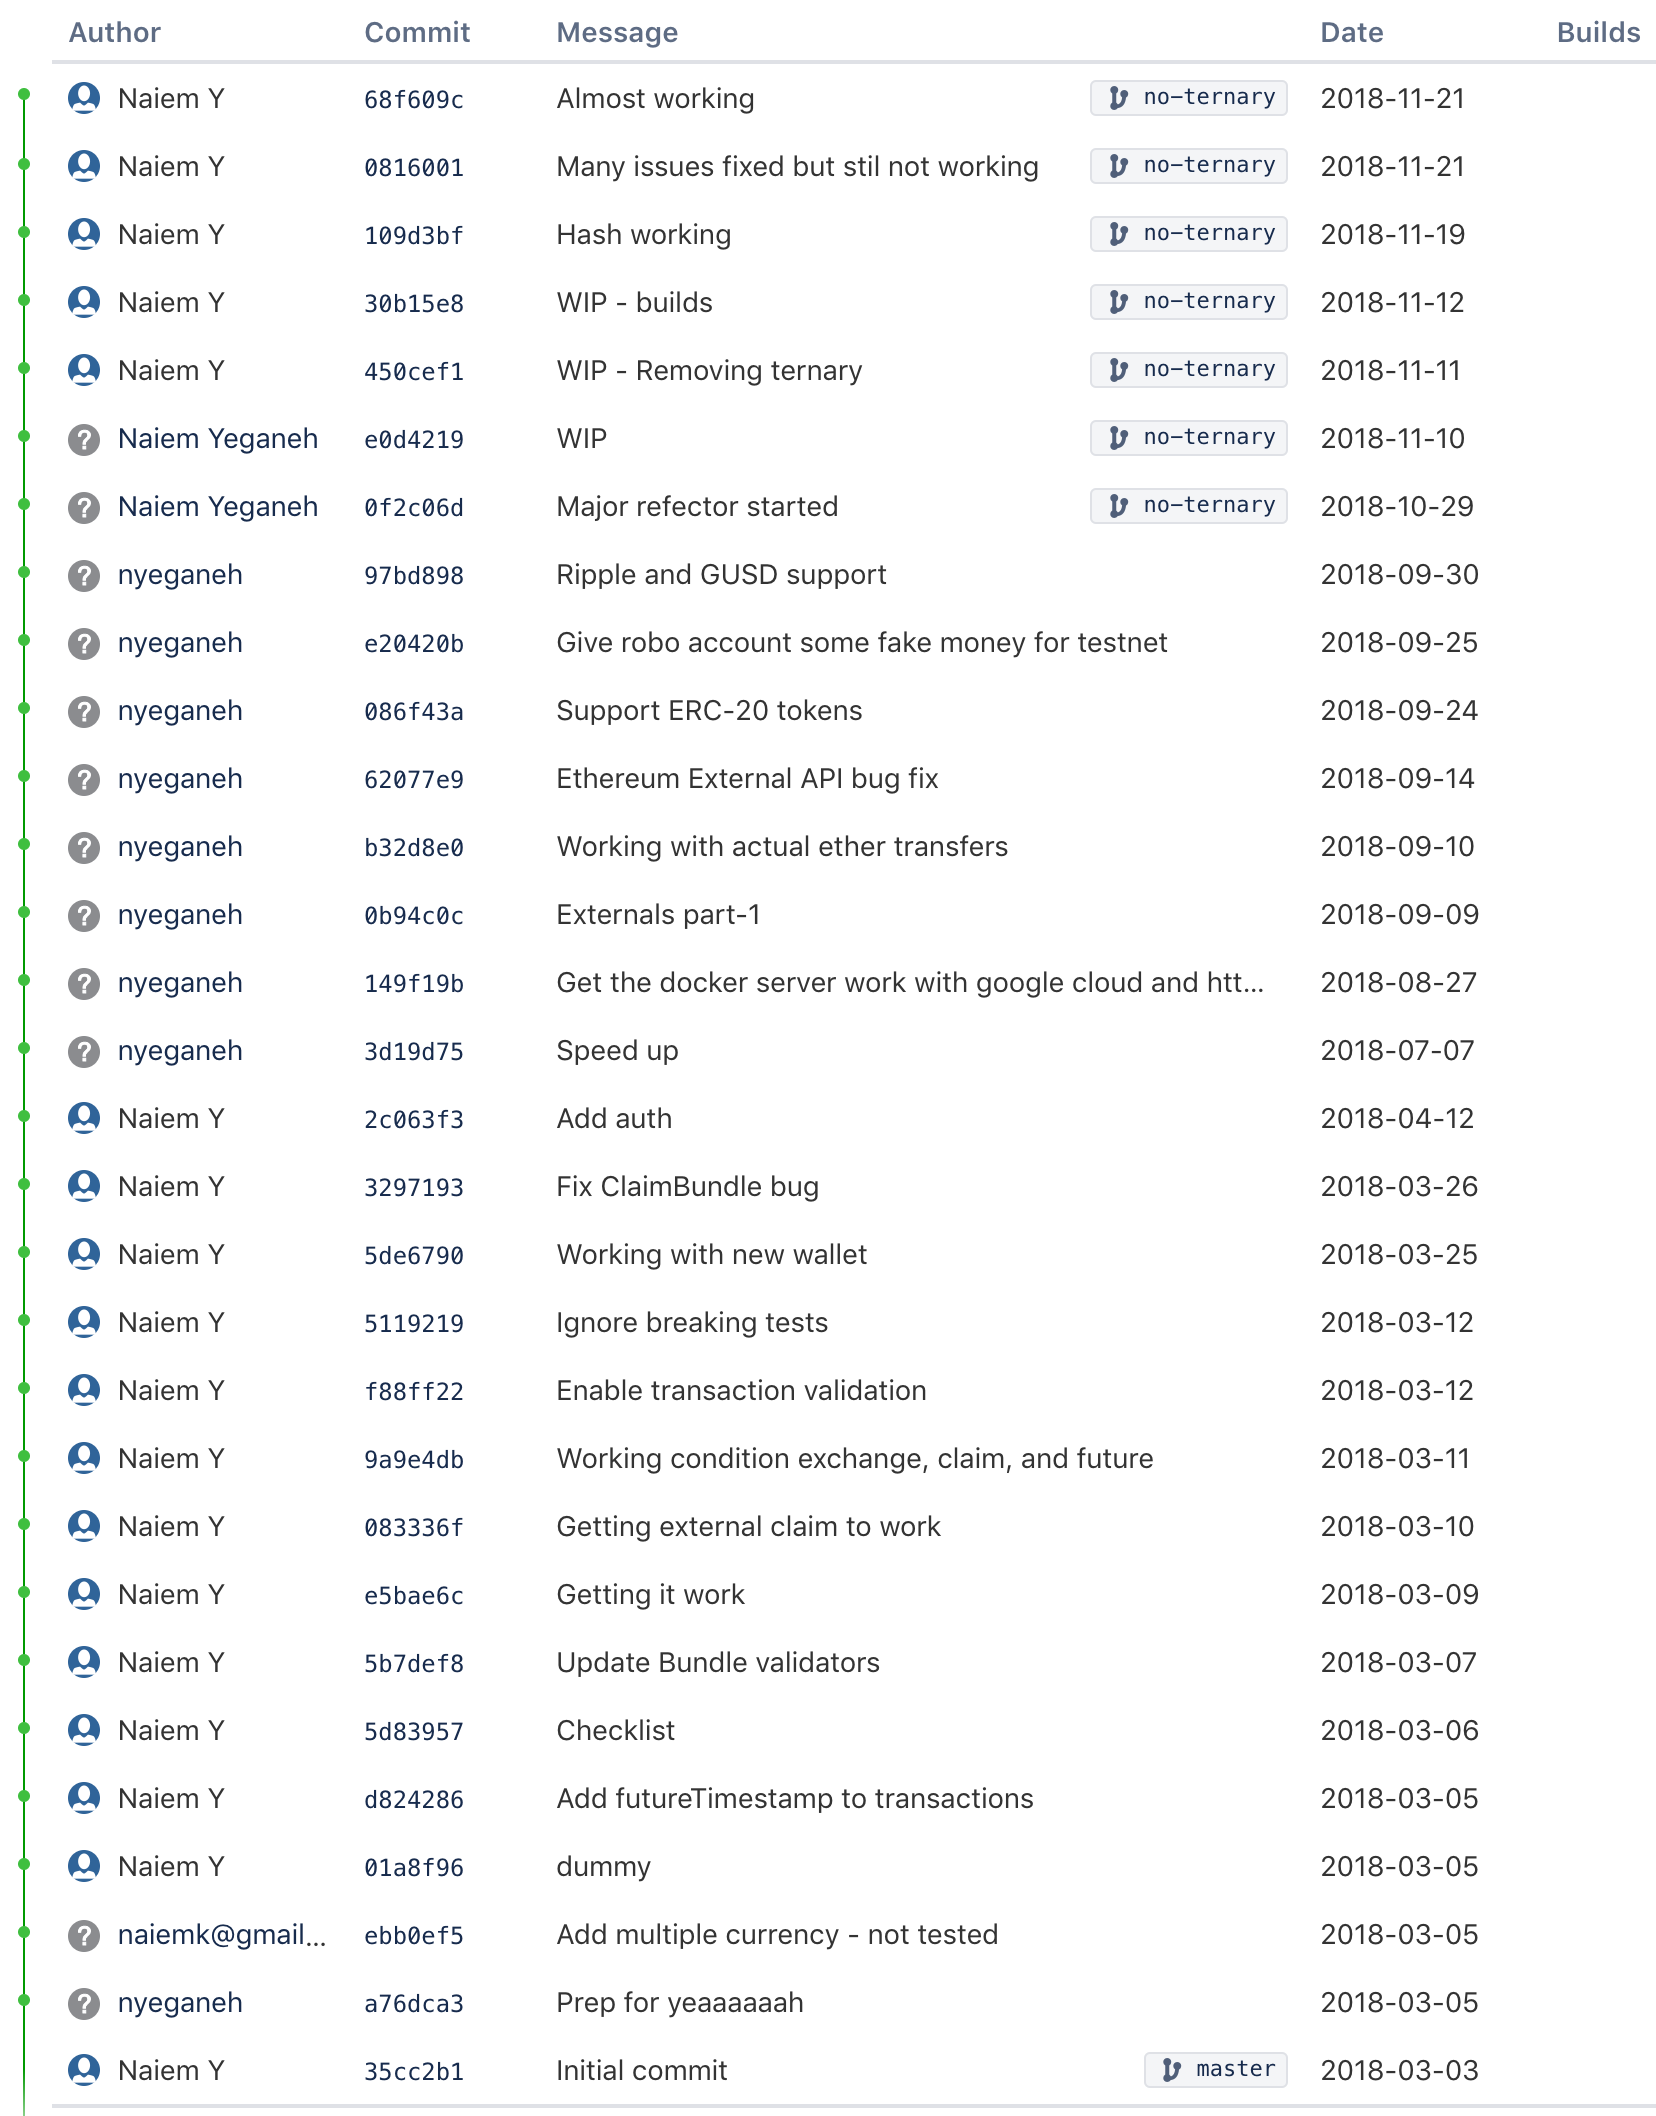 Author Commit Message Date Builds
Naiem Y 68f609c Almost working no-ternary 2018-11-21
Naiem Y 0816001 Many issues fixed but stil not working no-ternary 2018-11-21
Naiem Y 109d3bf Hash working no-ternary 2018-11-19
Naiem Y 30b15e8 WIP - builds no-ternary 2018-11-12
Naiem Y 450cef1 WIP - Removing ternary no-ternary 2018-11-11
Naiem Yeganeh e0d4219 WIP no-ternary 2018-11-10
Naiem Yeganeh 0f2c06d Major refector started no-ternary 2018-10-29
nyeganeh 97bd898 Ripple and GUSD support 2018-09-30
nyeganeh e20420b Give robo account some fake money for testnet 2018-09-25
nyeganeh 086f43a Support ERC-20 tokens 2018-09-24
nyeganeh 62077e9 Ethereum External API bug fix 2018-09-14
nyeganeh b32d8e0 Working with actual ether transfers 2018-09-10
nyeganeh 0b94c0c Externals part-1 2018-09-09
nyeganeh 149f19b Get the docker server work with google cloud and htt... 2018-08-27
nyeganeh 3d19d75 Speed up 2018-07-07
Naiem Y 2c063f3 Add auth 2018-04-12
Naiem Y 3297193 Fix ClaimBundle bug 2018-03-26
Naiem Y 5de6790 Working with new wallet 2018-03-25
Naiem Y 5119219 Ignore breaking tests 2018-03-12
Naiem Y f88ff22 Enable transaction validation 2018-03-12
Naiem Y 9a9e4db Working condition exchange, claim, and future 2018-03-11
Naiem Y 083336f Getting external claim to work 2018-03-10
Naiem Y e5bae6c Getting it work 2018-03-09
Naiem Y 5b7def8 Update Bundle validators 2018-03-07
Naiem Y 5d83957 Checklist 2018-03-06
Naiem Y d824286 Add futureTimestamp to transactions 2018-03-05
Naiem Y 01a8f96 dummy 2018-03-05
naiemk@gmail... ebb0ef5 Add multiple currency - not tested 2018-03-05
nyeganeh a76dca3 Prep for yeaaaaaah 2018-03-05
Naiem Y 35cc2b1 Initial commit master 2018-03-03